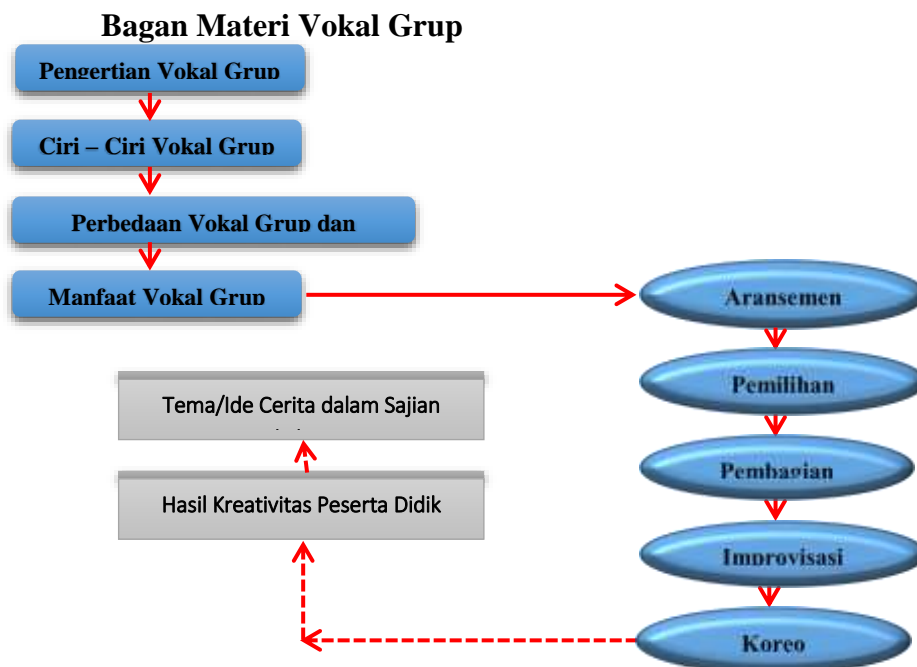 Bagan Materi Vokal Grup
Pengertian Vokal Grup
Ciri – Ciri Vokal Grup
Perbedaan Vokal Grup dan
Manfaat Vokal Grup
Aransemen
Pemilihan
Pembagian
Improvisasi
Koreo
Hasil Kreativitas Peserta Didik
Tema/Ide Cerita dalam Sajian